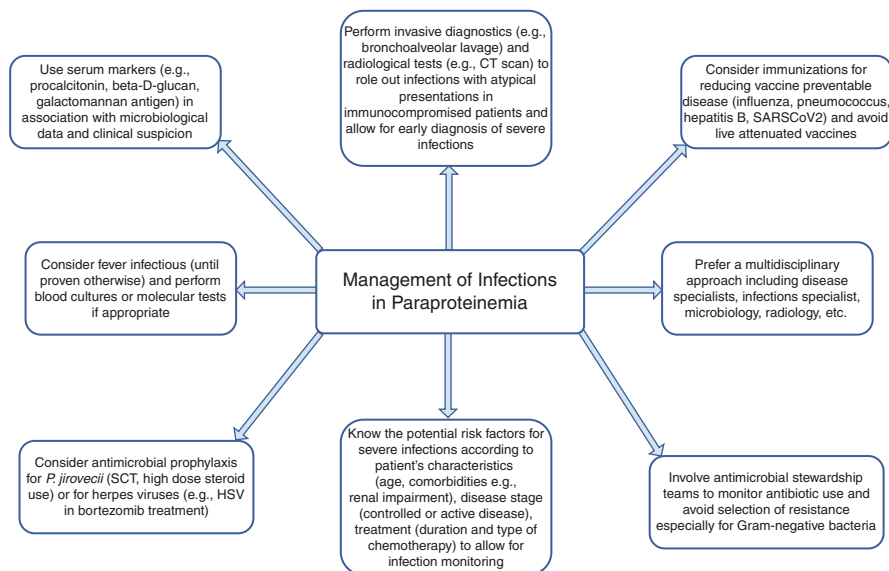 Use serum markers (e.g.,
procalcitonin, beta-D-glucan,
galactomannan antigen) in
association with microbiological
data and clinical suspicion
Perform invasive diagnostics (e.g.,
bronchoalveolar lavage) and
radiological tests (e.g., CT scan) to
role out infections with atypical
presentations in
immunocompromised patients and
allow for early diagnosis of severe
infections
Consider immunizations for
reducing vaccine preventable
disease (influenza, pneumococcus,
hepatitis B, SARSCoV2) and avoid
live attenuated vaccines
Consider fever infectious (until
proven otherwise) and perform
blood cultures or molecular tests
if appropriate
Management of Infections
in Paraproteinemia
Prefer a multidisciplinary
approach including disease
specialists, infections specialist,
microbiology, radiology, etc.
Consider antimicrobial prophylaxis
for P. jirovecii (SCT, high dose steroid
use) or for herpes viruses (e.g., HSV
in bortezomib treatment)
Know the potential risk factors for
severe infections according to
patient's characteristics
(age, comorbidities e.g.,
renal impairment), disease stage
(controlled or active disease),
treatment (duration and type of
chemotherapy) to allow for
infection monitoring
Involve antimicrobial stewardship
teams to monitor antibiotic use and
avoid selection of resistance
especially for Gram-negative bacteria